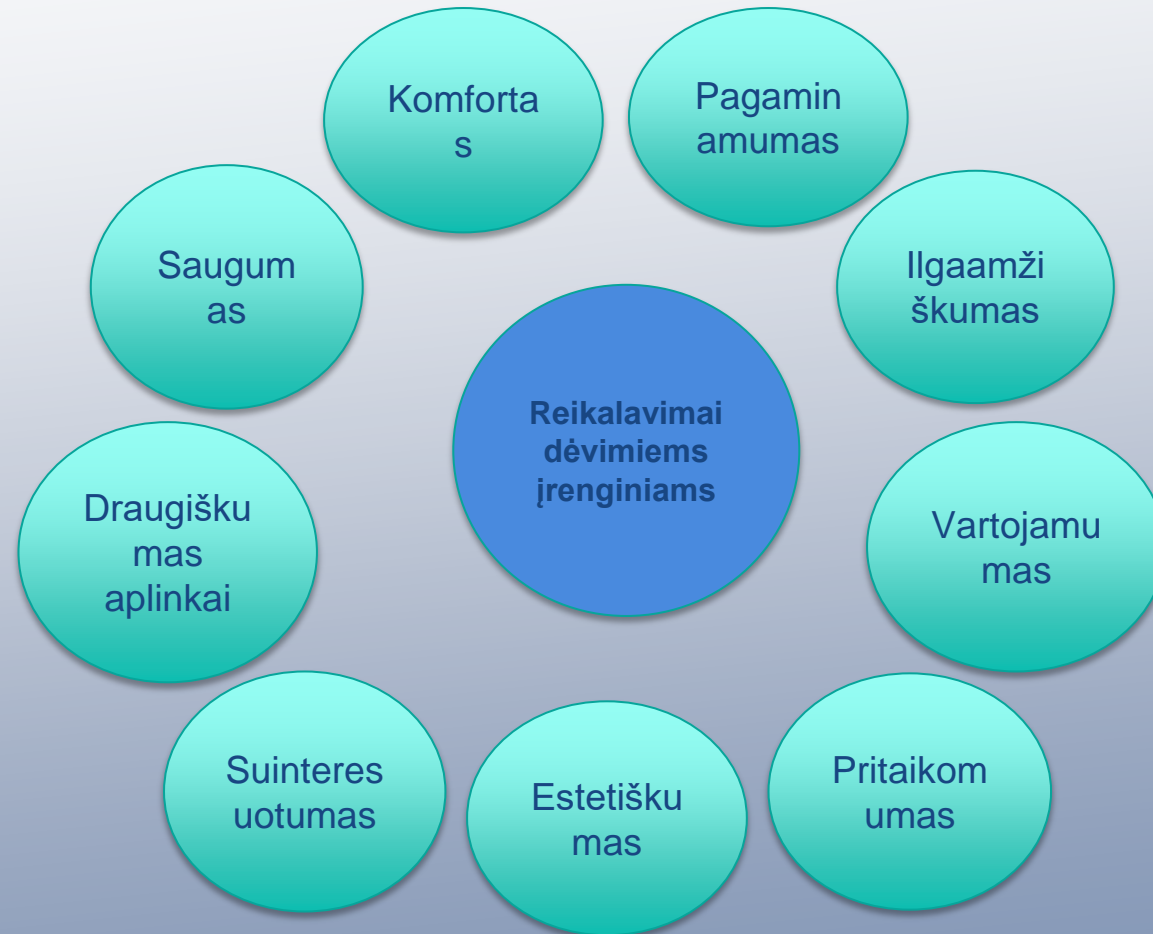 Komforta
s
Pagamin
amumas
Saugum
as
Ilgaamži
škumas
Reikalavimai
dėvimiems
įrenginiams
Draugišku
mas
aplinkai
Vartojamu
mas
Suinteres
uotumas
Estetišku
mas
Pritaikom
umas